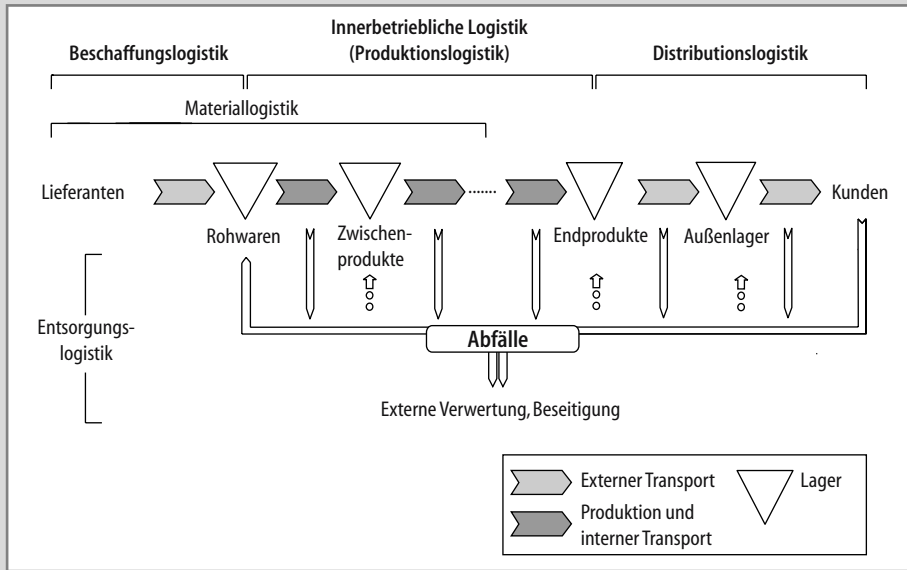 Innerbetriebliche Logistik
Beschaffungslogistik
(Produktionslogistik)
Distributionslogistik
Materiallogistik
Lieferanten
Kunden
Rohwaren
Zwischen-
produkte
Endprodukte
Außenlager
Entsorgungs-
logistik
Abfälle
Externe Verwertung, Beseitigung
Externer Transport
Lager
Produktion und
interner Transport